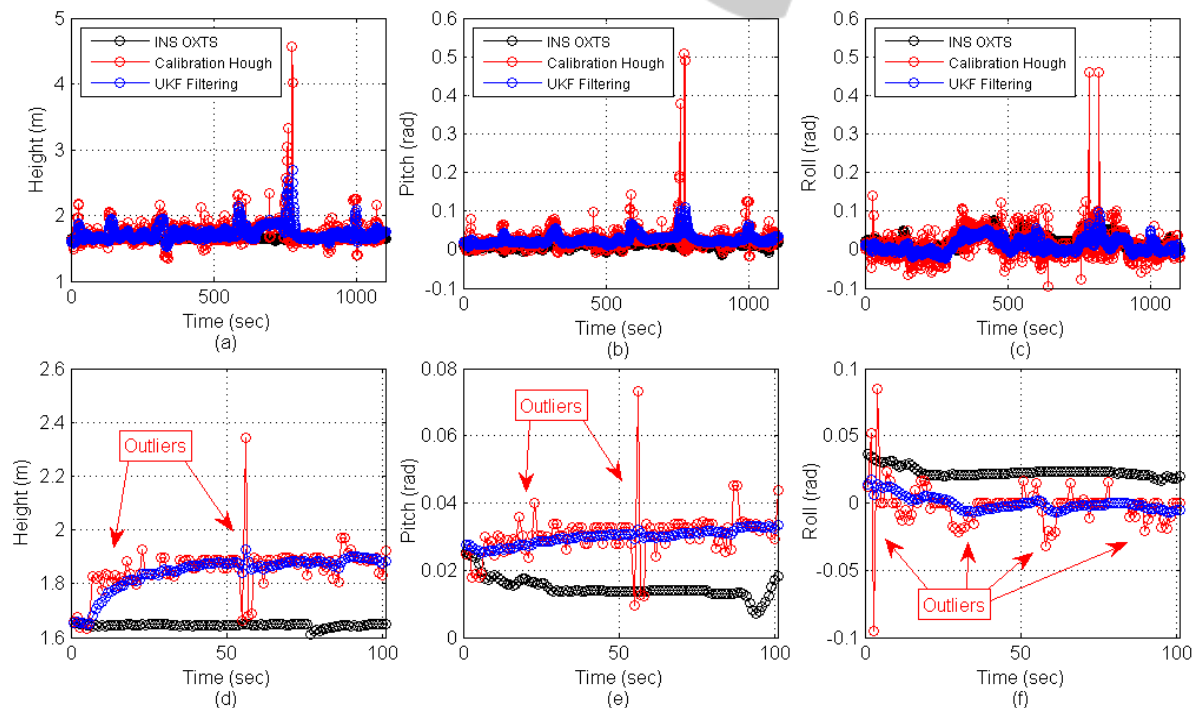 INS OXTS
Calibration Hough
UKF Filtering
Height (m)
5
4
3
2
1
0
500
1000
Time (sec)
(a)
INS OXTS
Calibration Hough
UKF Filtering
Pitch (rad)
0.6
0.5
0.4
0.3
0.2
0.1
0
-0.1
0
500
1000
Time (sec)
(b)
INS OXTS
Calibration Hough
UKF Filtering
Roll (rad)
0.6
0.5
0.4
0.3
0.2
0.1
0
-0.1
0
500
1000
Time (sec)
(c)
Height (m)
2.6
2.4
2.2
2
1.8
1.6
Outliers
0
50
100
Time (sec)
(d)
Pitch (rad)
0.08
0.06
0.04
0.02
0
Outliers
0
50
100
Time (sec)
(e)
Roll (rad)
0.1
0.05
0
-0.05
-0.1
Outliers
0
50
100
Time (sec)
(f)